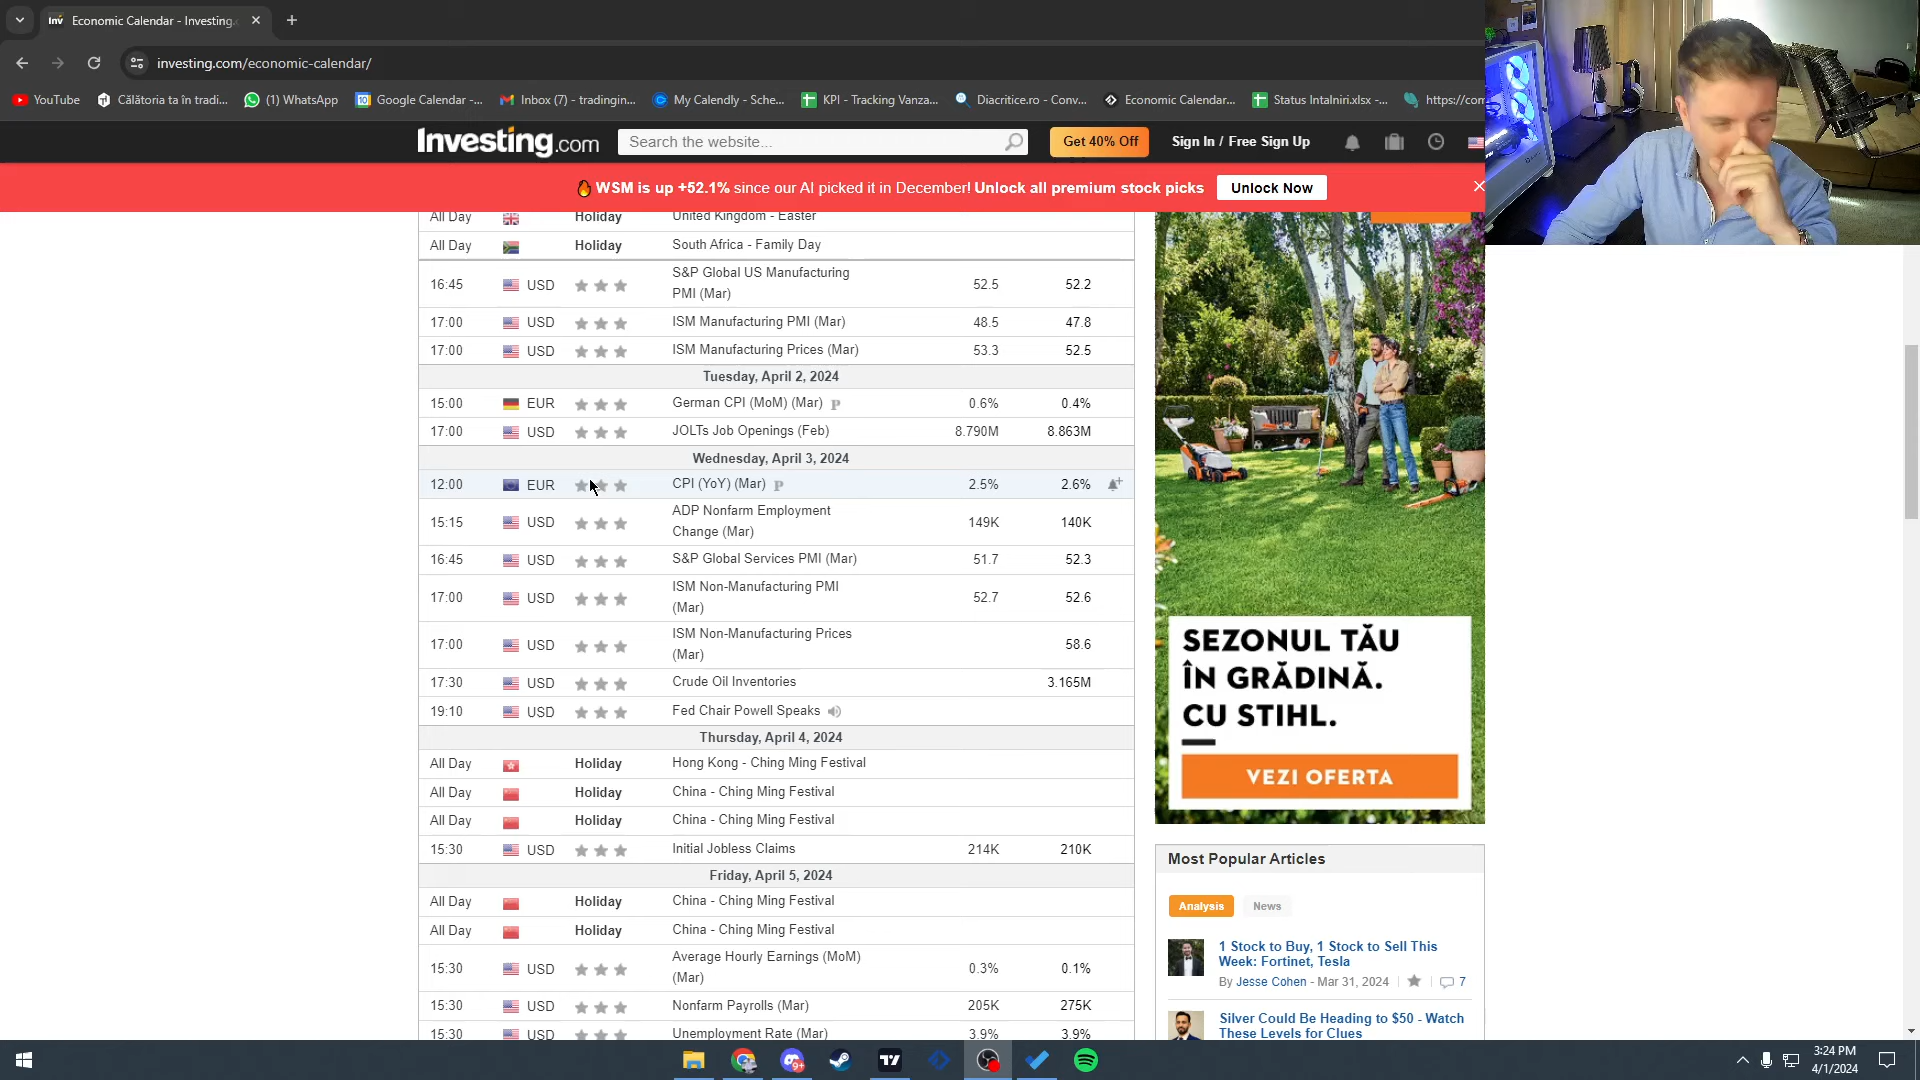 Economic Calendar - Investing.
investing.com/economic-calendar/
YouTube
Călătoria ta în tradi...
(1) WhatsApp
Google Calendar -...
Inbox (7) - tradingin...
My Calendly - Sche...
KPI - Tracking Vanza...
Diacritice.ro - Conv...
Economic Calendar...
Status Intalniri.xlsx -...
https://com
Investing.com
Search the website...
Get 40% Off
Sign In / Free Sign Up
WSM is up +52.1% since our AI picked it in December! Unlock all premium stock picks
Unlock Now
All Day Holiday United Kingdom - Easter
All Day Holiday South Africa - Family Day
16:45 USD S&P Global US Manufacturing 52.5 52.2
PMI (Mar)
17:00 USD ISM Manufacturing PMI (Mar) 48.5 47.8
17:00 USD ISM Manufacturing Prices (Mar) 53.3 52.5
Tuesday, April 2, 2024
15:00 EUR German CPI (MoM) (Mar) P 0.6% 0.4%
17:00 USD JOLTs Job Openings (Feb) 8.790M 8.863M
Wednesday, April 3, 2024
12:00 EUR CPI (YoY) (Mar) P 2.5% 2.6%
15:15 USD ADP Nonfarm Employment 149K 140K
Change (Mar)
16:45 USD S&P Global Services PMI (Mar) 51.7 52.3
17:00 USD ISM Non-Manufacturing PMI 52.7 52.6
(Mar)
17:00 USD ISM Non-Manufacturing Prices 58.6
(Mar)
17:30 USD Crude Oil Inventories 3.165M
19:10 USD Fed Chair Powell Speaks
Thursday, April 4, 2024
All Day Holiday Hong Kong - Ching Ming Festival
All Day Holiday China - Ching Ming Festival
All Day Holiday China - Ching Ming Festival
15:30 USD Initial Jobless Claims 214K 210K
Friday, April 5, 2024
All Day Holiday China - Ching Ming Festival
All Day Holiday China - Ching Ming Festival
15:30 USD Average Hourly Earnings (MoM) 0.3% 0.1%
(Mar)
15:30 USD Nonfarm Payrolls (Mar) 205K 275K
15:30 USD Unemployment Rate (Mar) 3.9% 3.9%
SEZONUL TĂU
ÎN GRĂDINĂ.
CU STIHL.
VEZI OFERTA
Most Popular Articles
Analysis
News
1 Stock to Buy, 1 Stock to Sell This
Week: Fortinet, Tesla
By Jesse Cohen - Mar 31, 2024 7
Silver Could Be Heading to $50 - Watch
These Levels for Clues
3:24 PM
4/1/2024